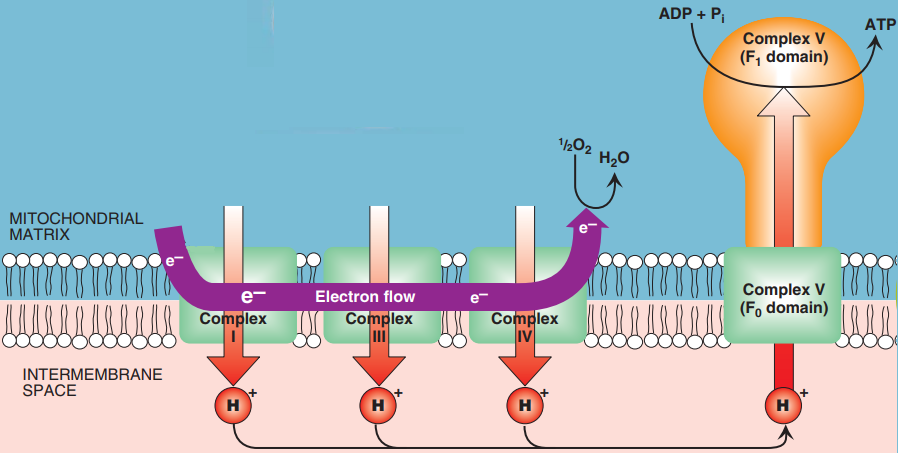 ADP + Pi
ATP
Complex V
(F1 domain)
½O2
H2O
MITOCHONDRIAL
MATRIX
e–
e–
Electron flow
e–
e–
Complex
I
Complex
III
Complex
IV
Complex V
(F0 domain)
INTERMEMBRANE
SPACE
H+
H+
H+
H+